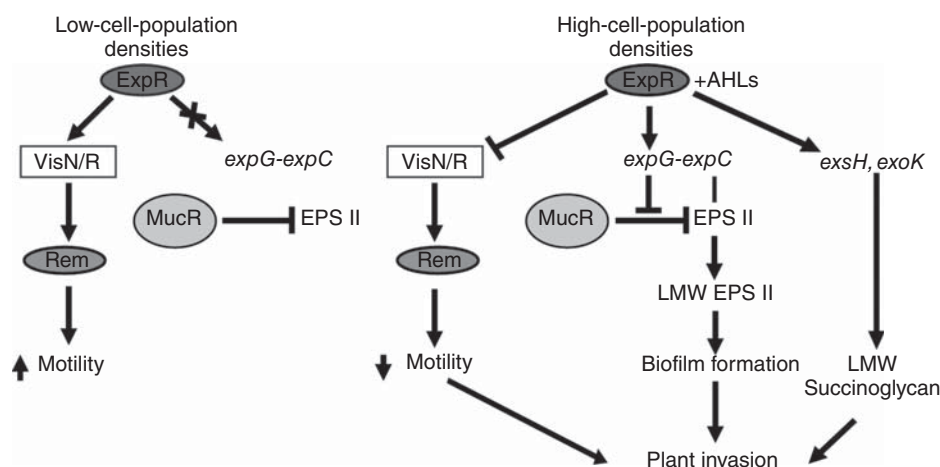 Low-cell-population
densities
ExpR
VisN/R
expG-expC
MucR
EPS II
Rem
Motility
High-cell-population
densities
ExpR +AHLs
VisN/R
expG-expC
exsH, exoK
MucR
EPS II
Rem
LMW EPS II
Motility
Biofilm formation
LMW
Succinoglycan
Plant invasion